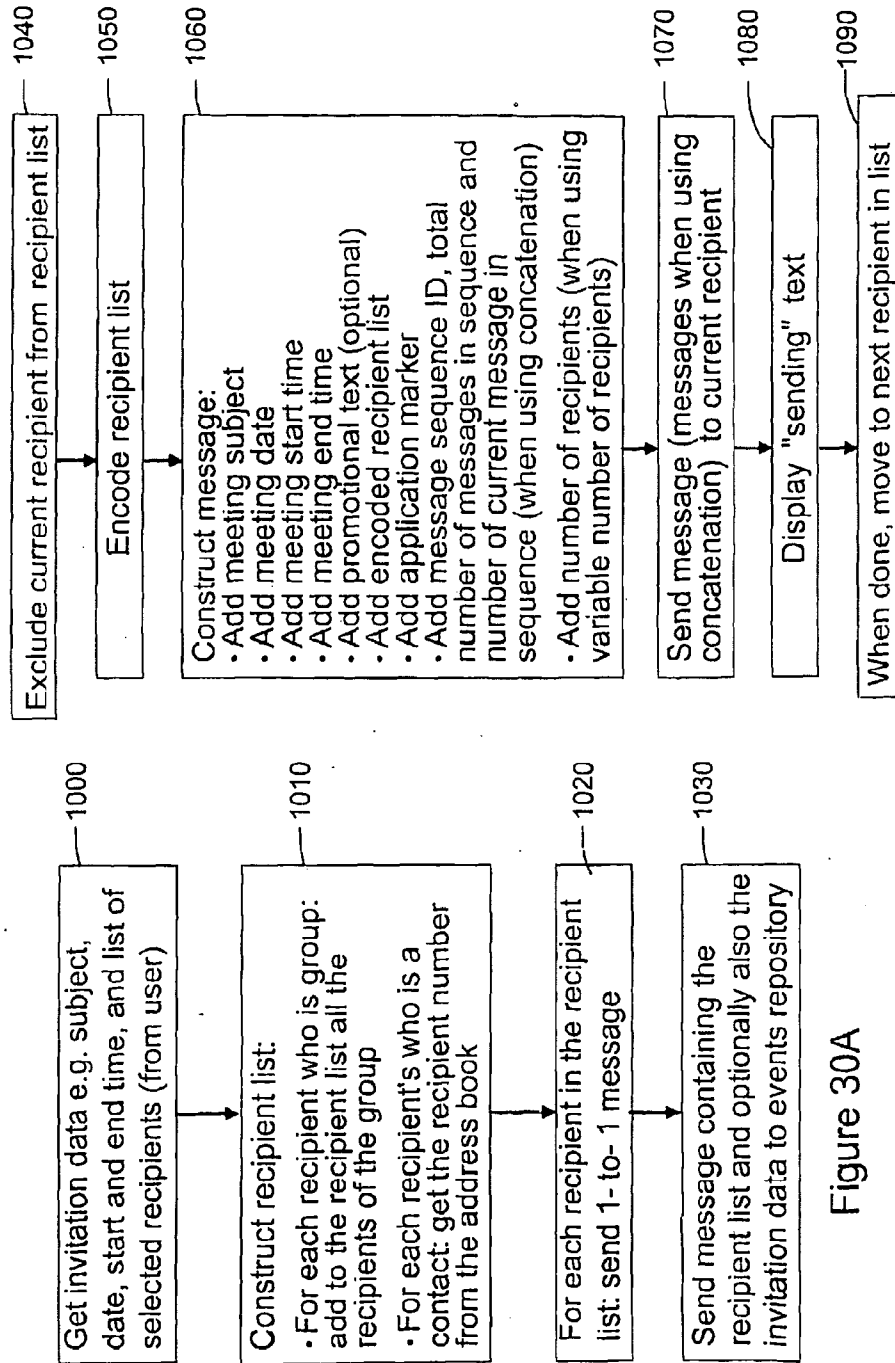 Get invitation data e.g. subject,
date, start and end time, and list of
selected recipients (from user)
1000
Construct recipient list:
• For each recipient who is group:
add to the recipient list all the
recipients of the group
• For each recipient's who is a
contact: get the recipient number
from the address book
1010
For each recipient in the recipient
list: send 1- to- 1 message
1020
Send message containing the
recipient list and optionally also the
invitation data to events repository
1030
Figure 30A
Exclude current recipient from recipient list
1040
Encode recipient list
1050
Construct message:
• Add meeting subject
• Add meeting date
• Add meeting start time
• Add meeting end time
• Add promotional text (optional)
• Add encoded recipient list
• Add application marker
• Add message sequence ID, total
number of messages in sequence and
number of current message in
sequence (when using concatenation)
• Add number of recipients (when using
variable number of recipients)
1060
Send message (messages when using
concatenation) to current recipient
1070
Display "sending" text
1080
When done, move to next recipient in list
1090